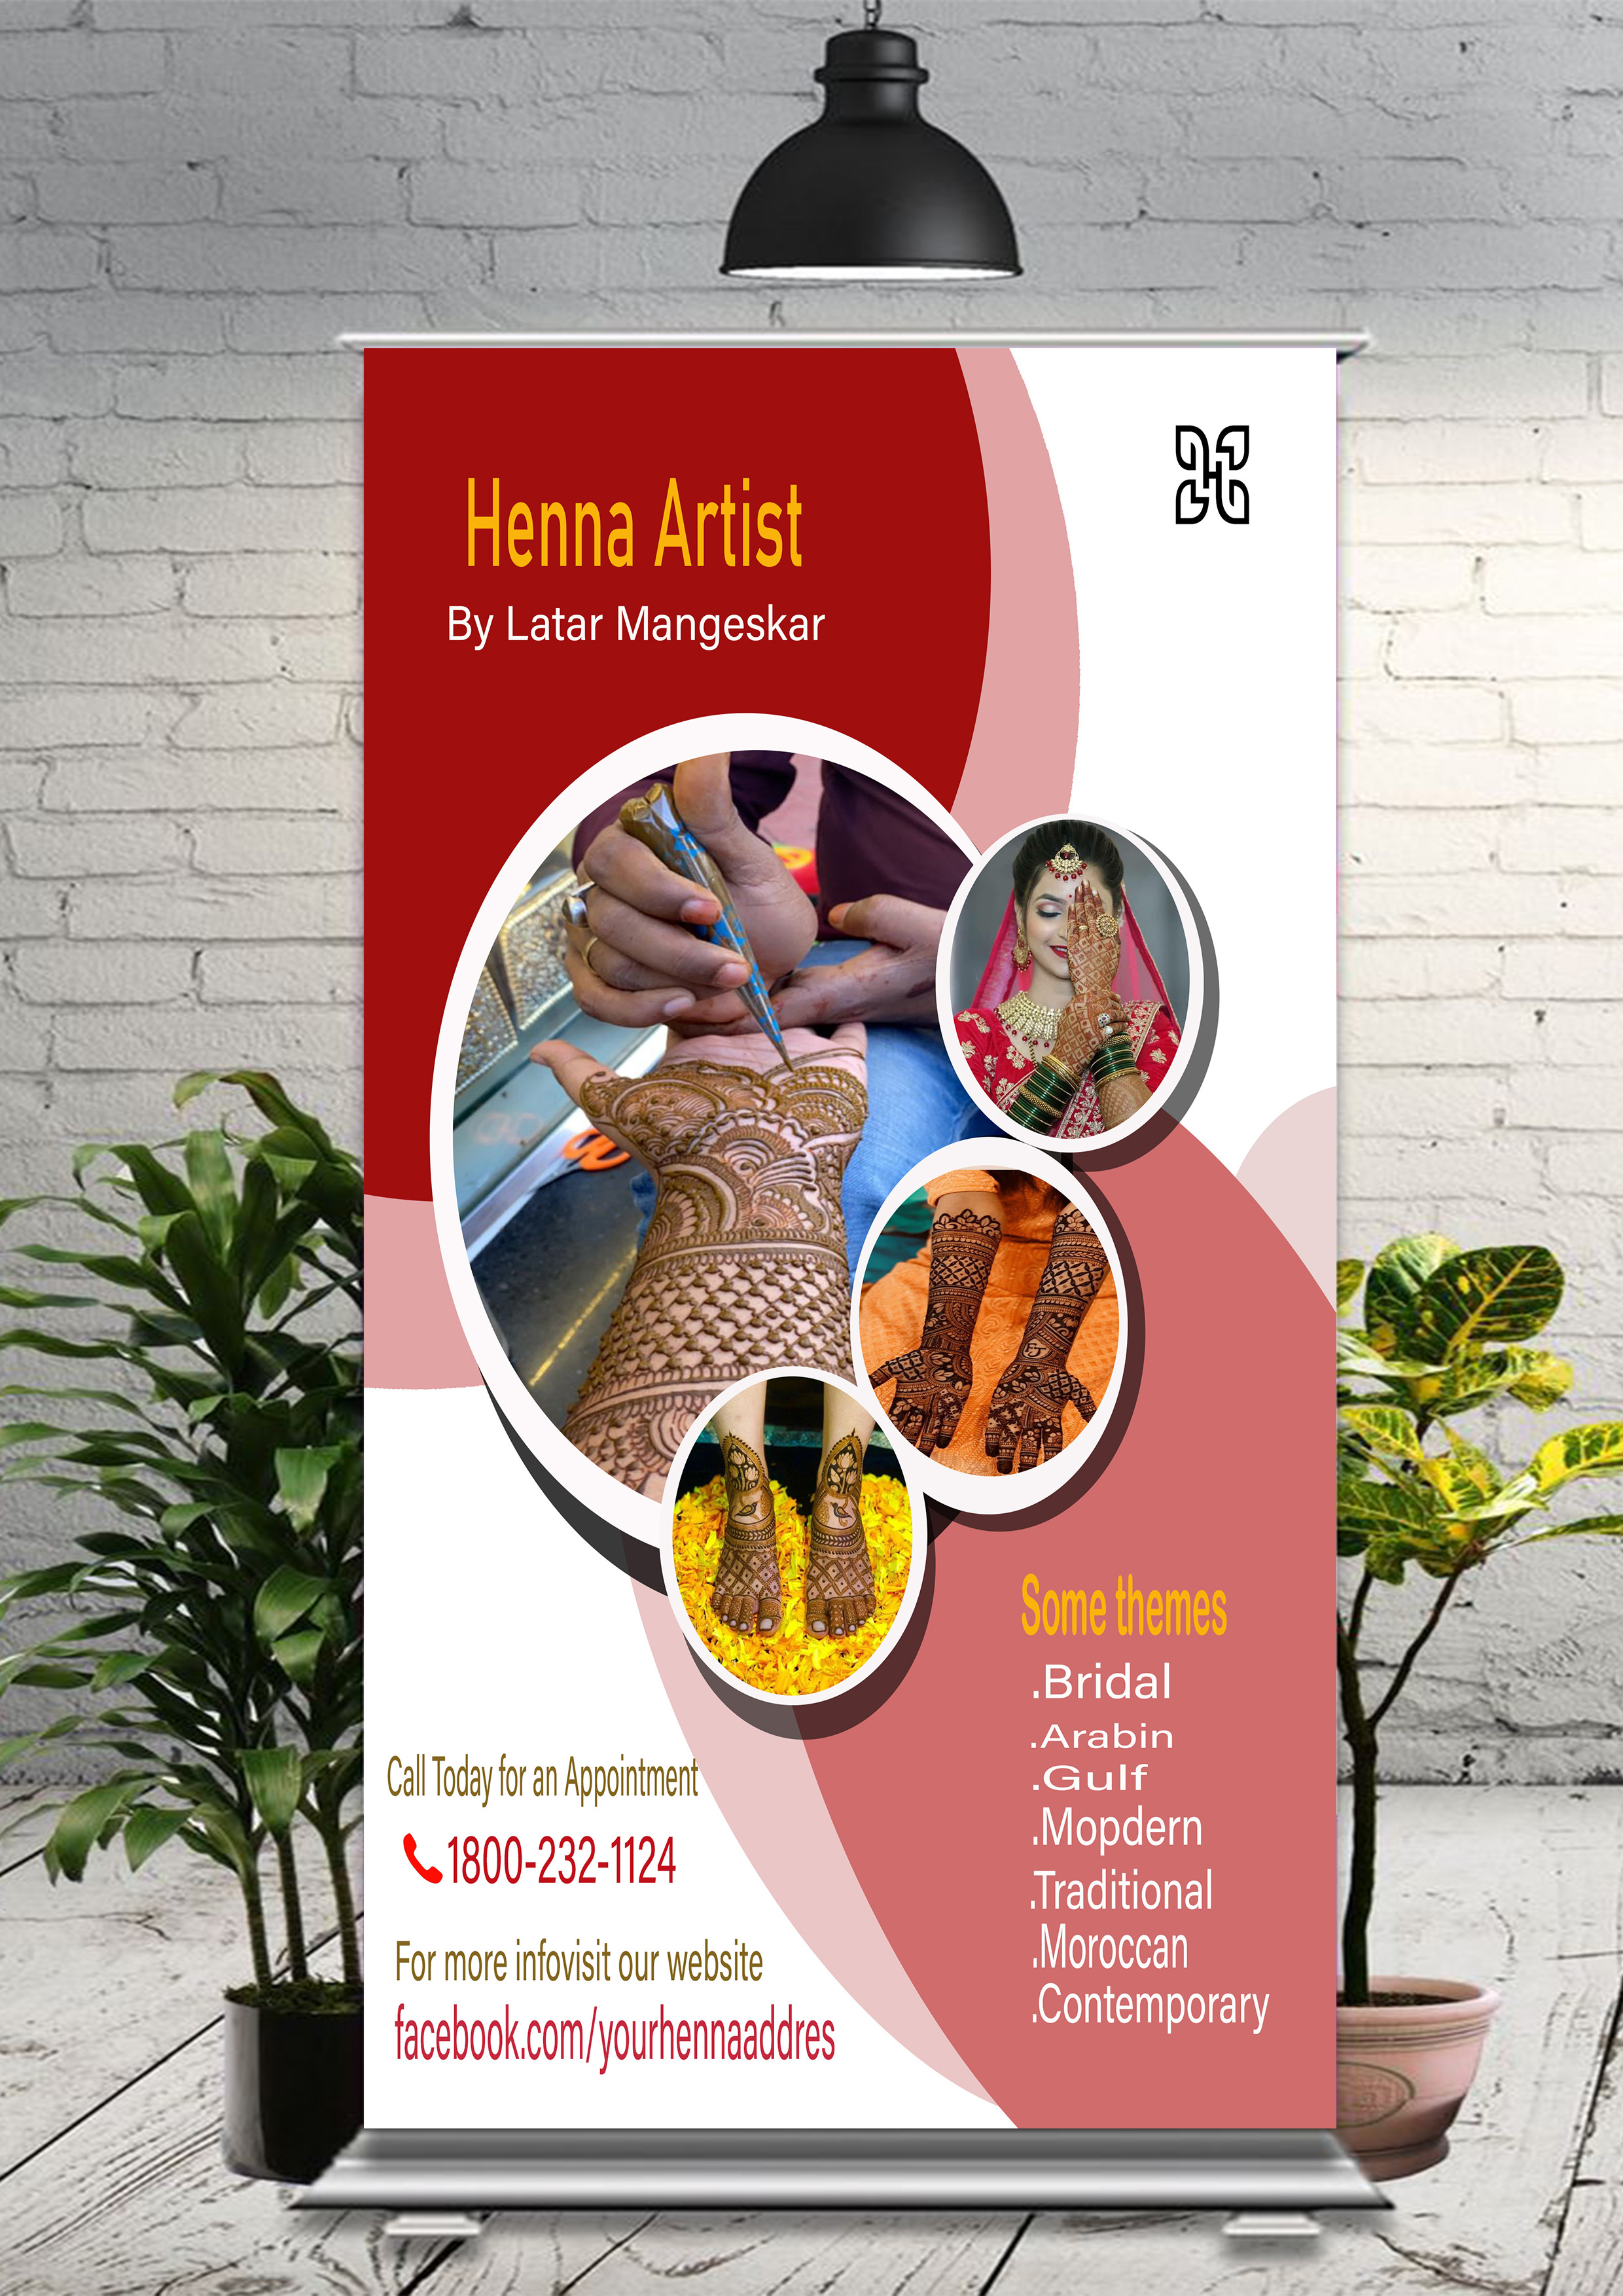 Henna Artist
By Latar Mangeskar
Some themes
.Bridal
.Arabin
.Gulf
.Mopdern
.Traditional
.Moroccan
.Contemporary
Call Today for an Appointment
1800-232-1124
For more infovisit our website
facebook.com/yourhennaaddres